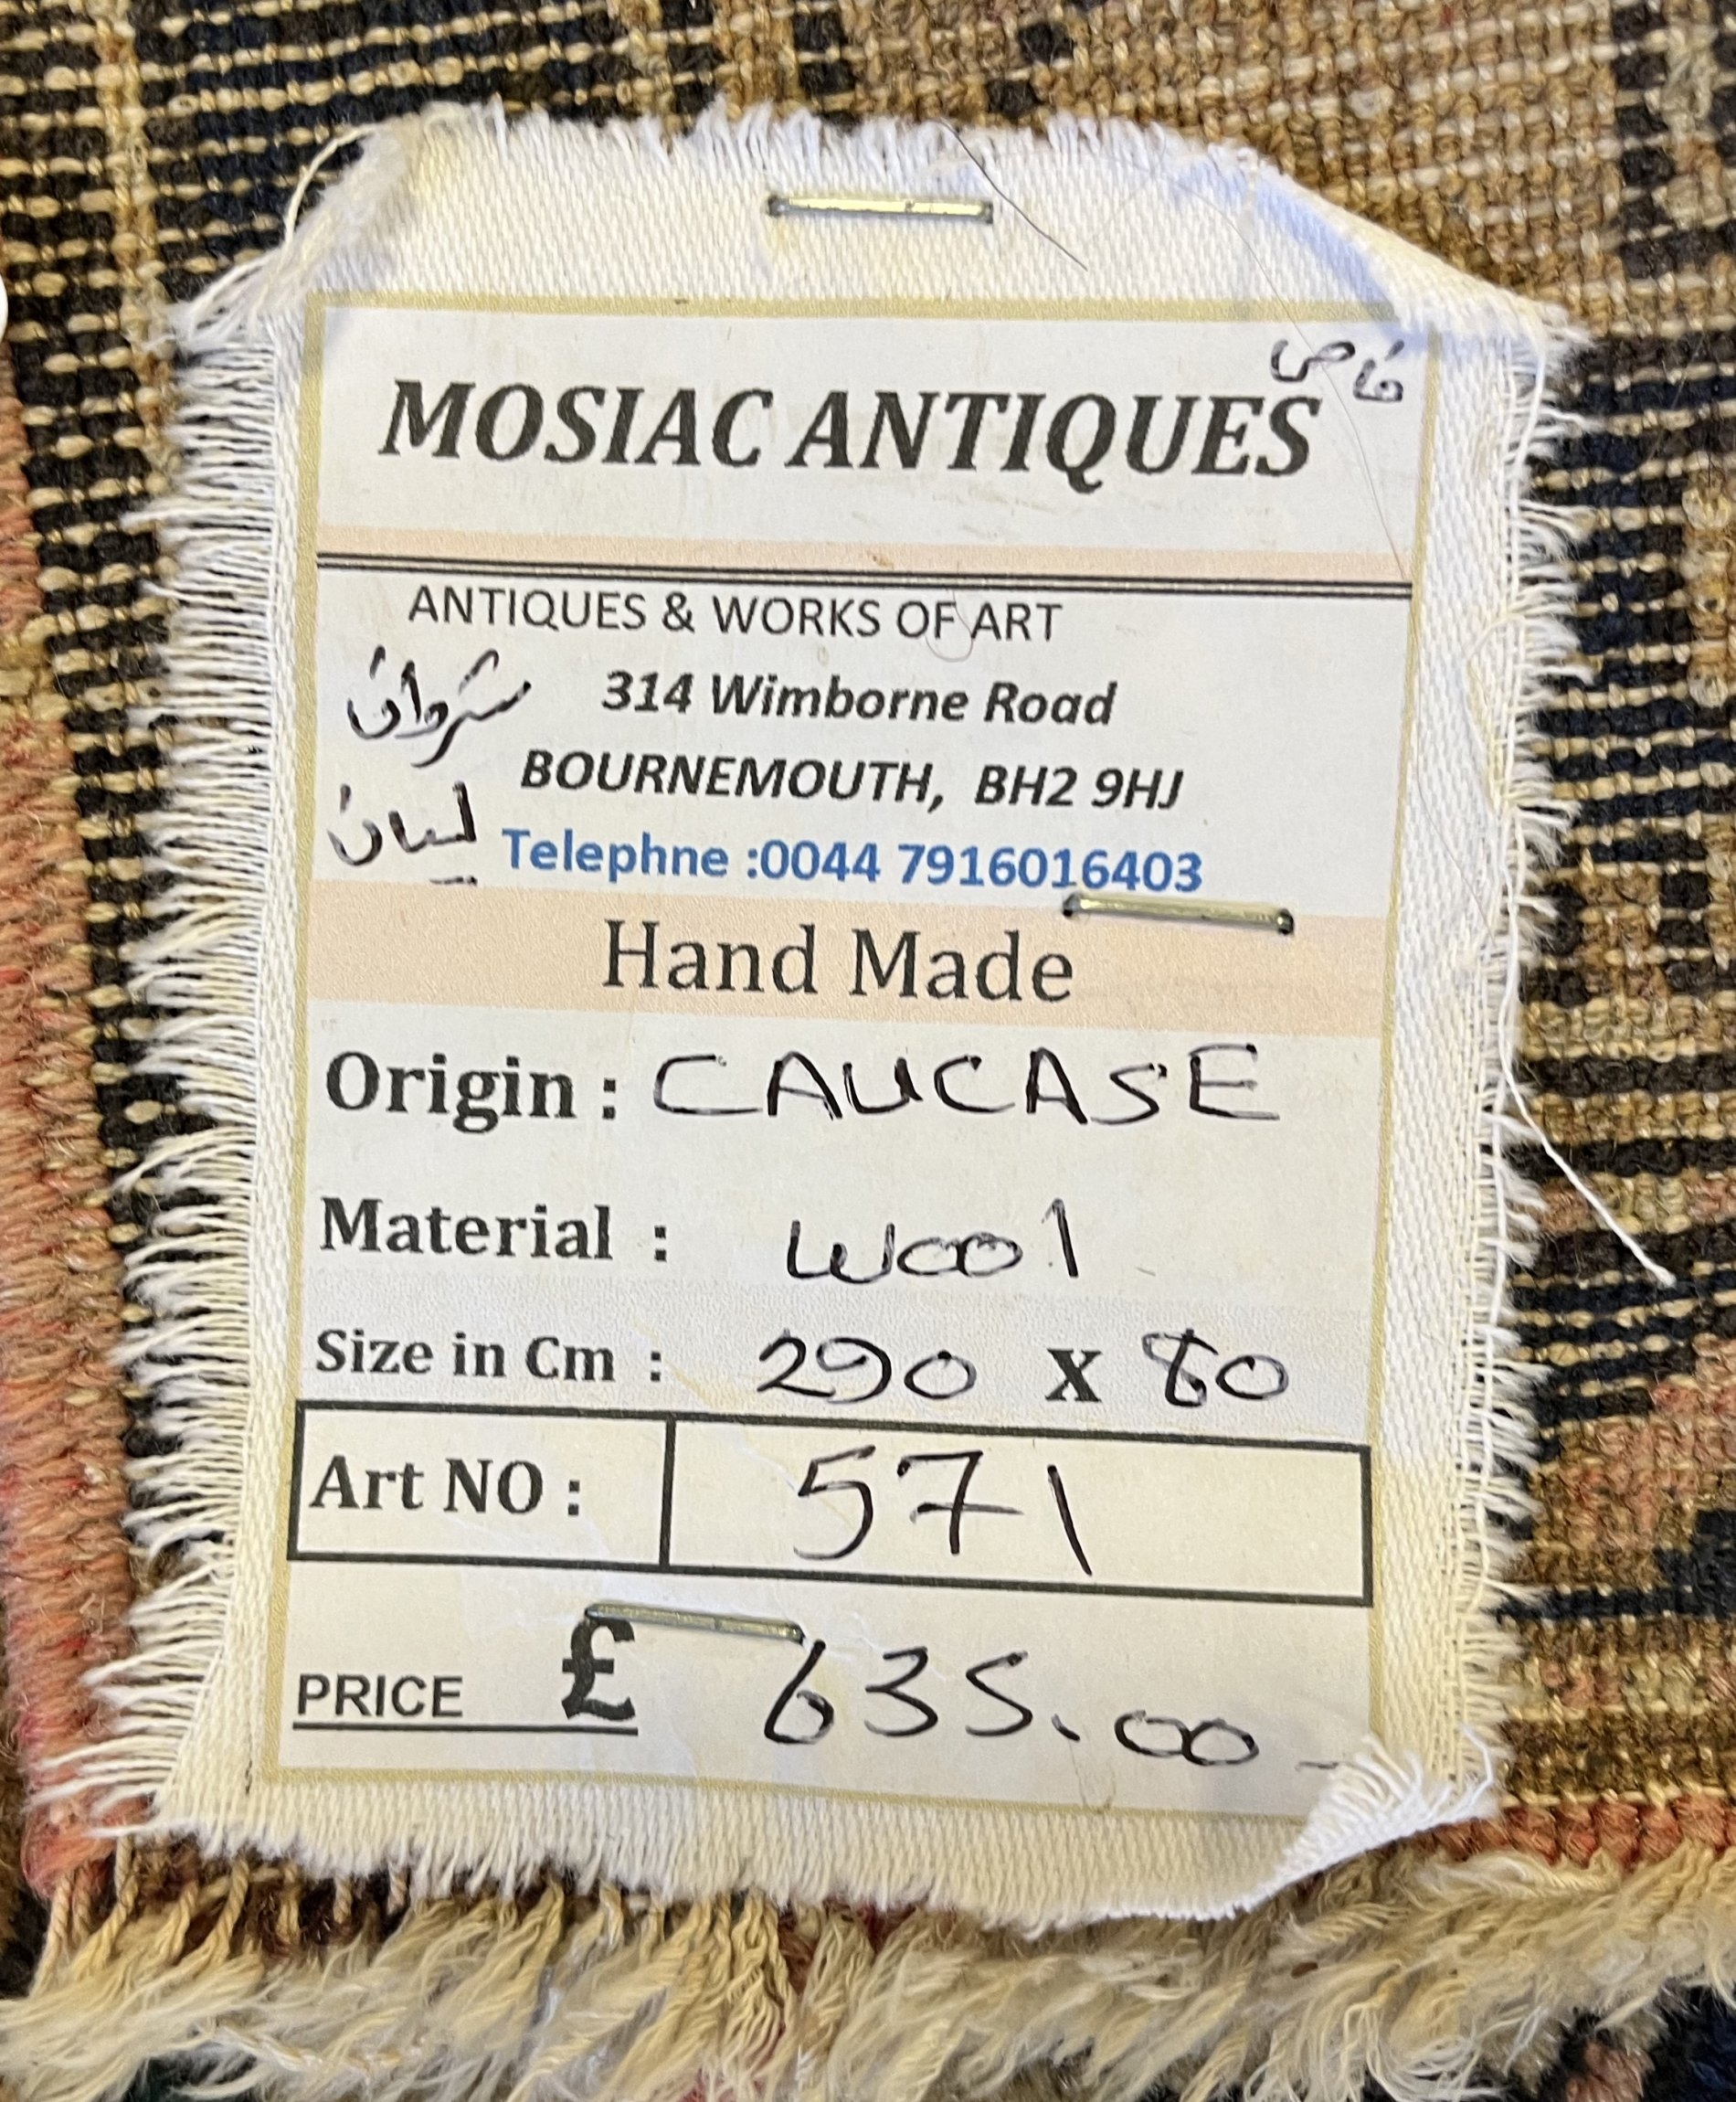 MOSIAC ANTIQUES
ANTIQUES & WORKS OF ART
شروان
314 Wimborne Road
BOURNEMOUTH, BH2 9HJ
Telephne :0044 7916016403
Hand Made
Origin : CAUCASE
Material : wool
Size in Cm : 290 X 80
Art NO : 571
PRICE £ 635.00